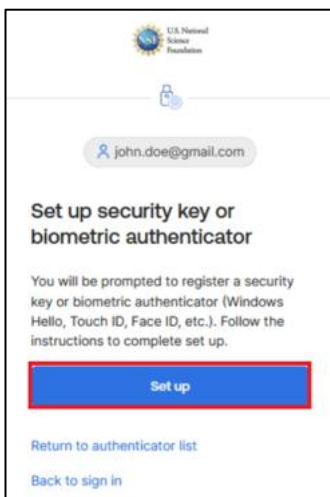 NSF
U.S. National
Science
Foundation
john.doe@gmail.com
Set up security key or
biometric authenticator
You will be prompted to register a security
key or biometric authenticator (Windows
Hello, Touch ID, Face ID, etc.). Follow the
instructions to complete set up.
Set up
Return to authenticator list
Back to sign in